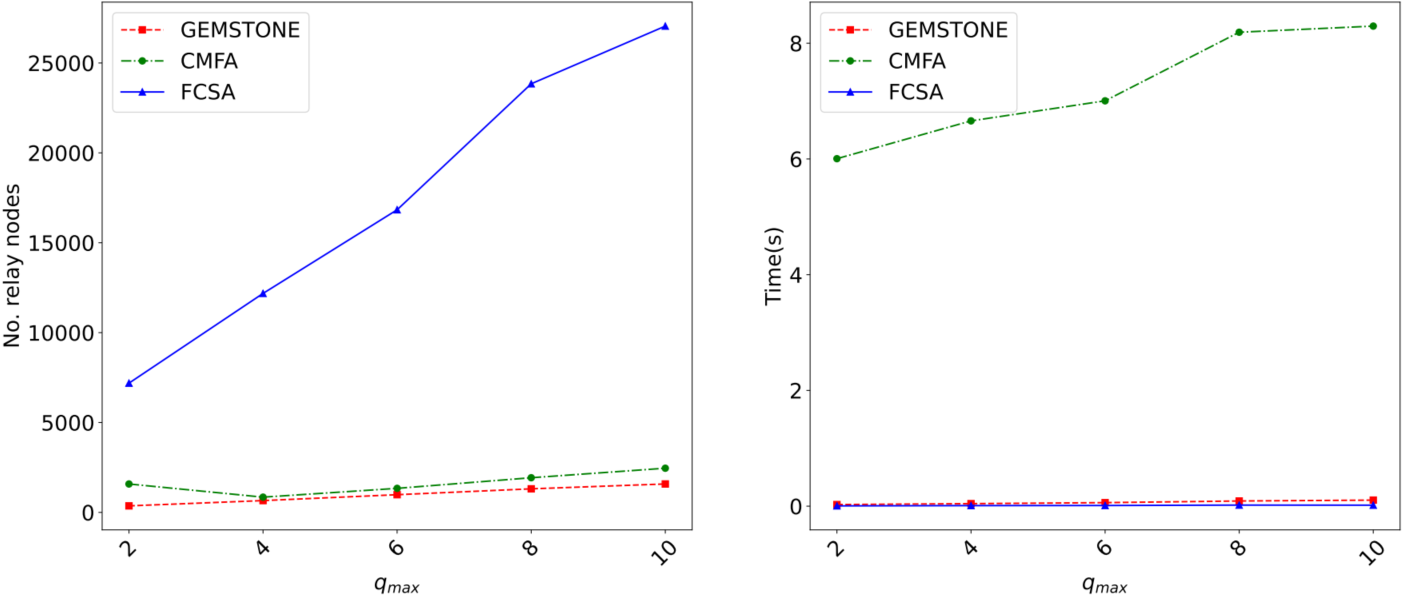 GEMSTONE
CMFA
FCSA
No. relay nodes
25000
20000
15000
10000
5000
0
2
4
6
8
10
q_max
GEMSTONE
CMFA
FCSA
Time(s)
8
6
4
2
0
2
4
6
8
10
q_max